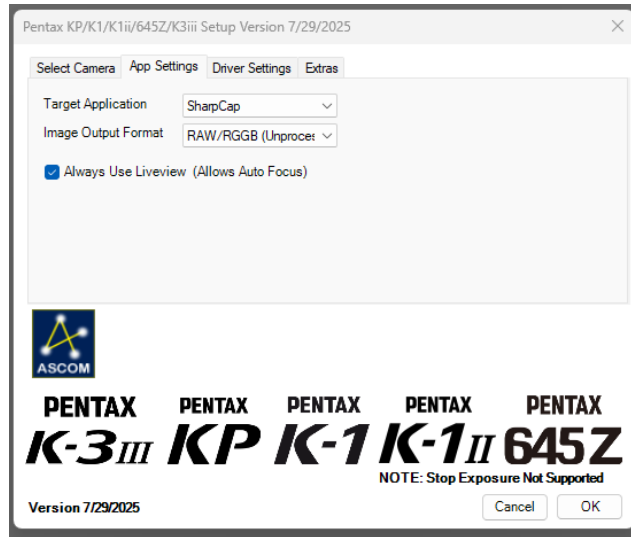 Pentax KP/K1/K1ii/645Z/K3iii Setup Version 7/29/2025
Select Camera App Settings Driver Settings Extras
Target Application SharpCap
Image Output Format RAW/RGGB (Unproces
Always Use Liveview (Allows Auto Focus)
ASCOM
PENTAX PENTAX PENTAX PENTAX PENTAX
K-3III KP K-1 K-1II 645Z
NOTE: Stop Exposure Not Supported
Version 7/29/2025 Cancel OK